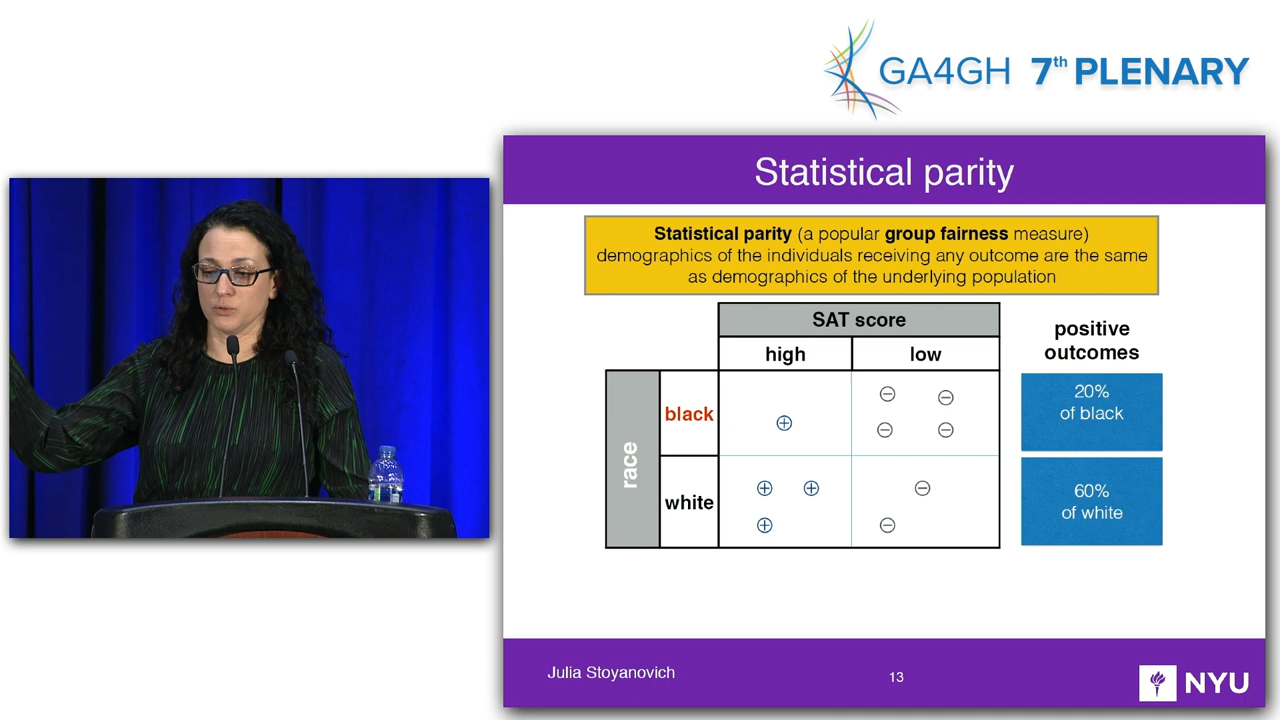 GA4GH 7th PLENARY
Statistical parity
Statistical parity (a popular group fairness measure)
demographics of the individuals receiving any outcome are the same
as demographics of the underlying population
SAT score
high
low
positive
outcomes
race
black
20%
of black
white
60%
of white
Julia Stoyanovich
13
NYU